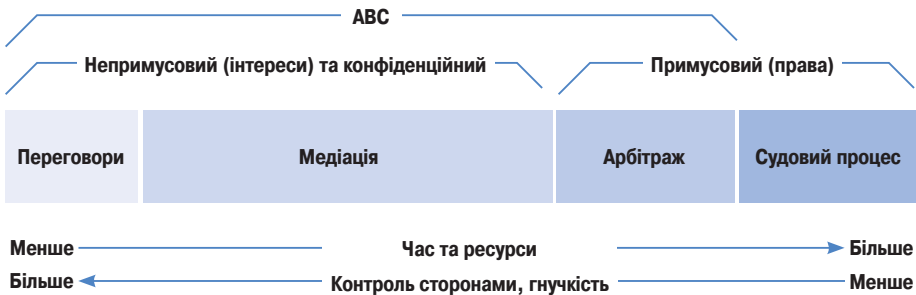 АВС
Непримусовий (інтереси) та конфіденційний Примусовий (права)
Переговори Медіація Арбітраж Судовий процес
Менше Час та ресурси Більше
Більше Контроль сторонами, гнучкість Менше